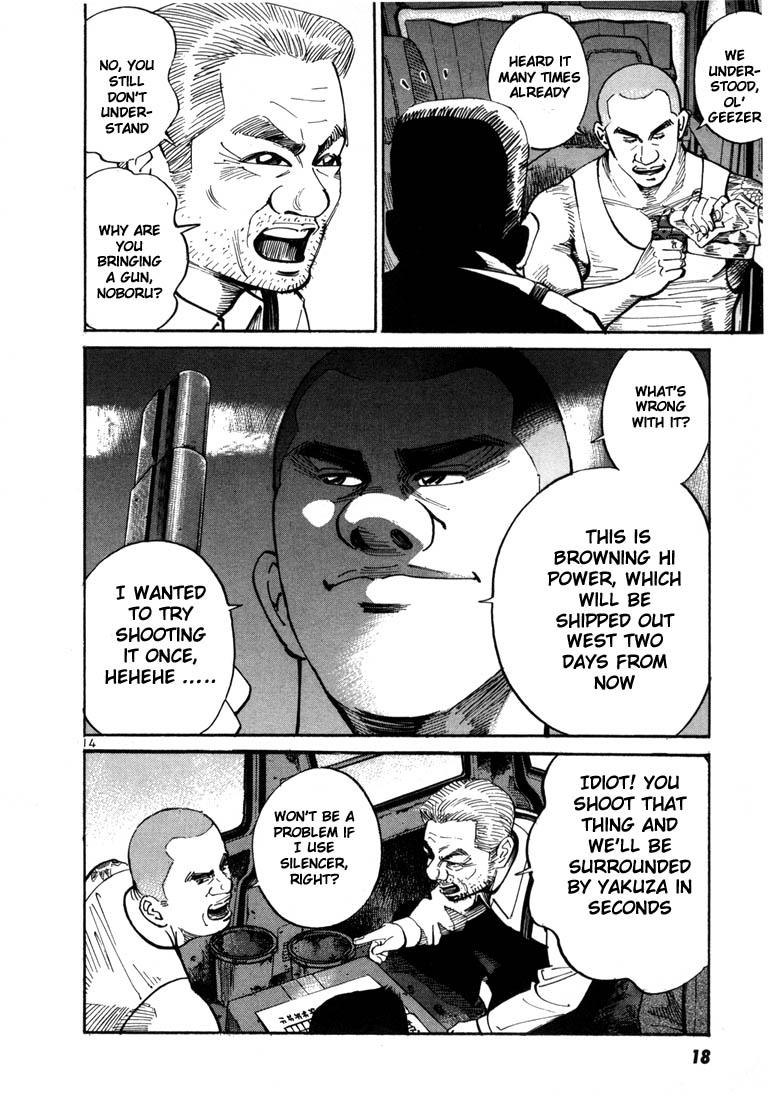 WE
UNDER-
STOOD,
OL'
GEEZER
HEARD IT
MANY TIMES
ALREADY
NO, YOU
STILL
DON'T
UNDER-
STAND
WHY ARE
YOU
BRINGING
A GUN,
NOBORU?
WHAT'S
WRONG
WITH IT?
THIS IS
BROWNING HI
POWER, WHICH
WILL BE
SHIPPED OUT
WEST TWO
DAYS FROM
NOW
I WANTED
TO TRY
SHOOTING
IT ONCE,
HEHEHE .....
14
IDIOT! YOU
SHOOT THAT
THING AND
WE'LL BE
SURROUNDED
BY YAKUZA IN
SECONDS
WON'T BE A
PROBLEM IF
I USE
SILENCER,
RIGHT?
18